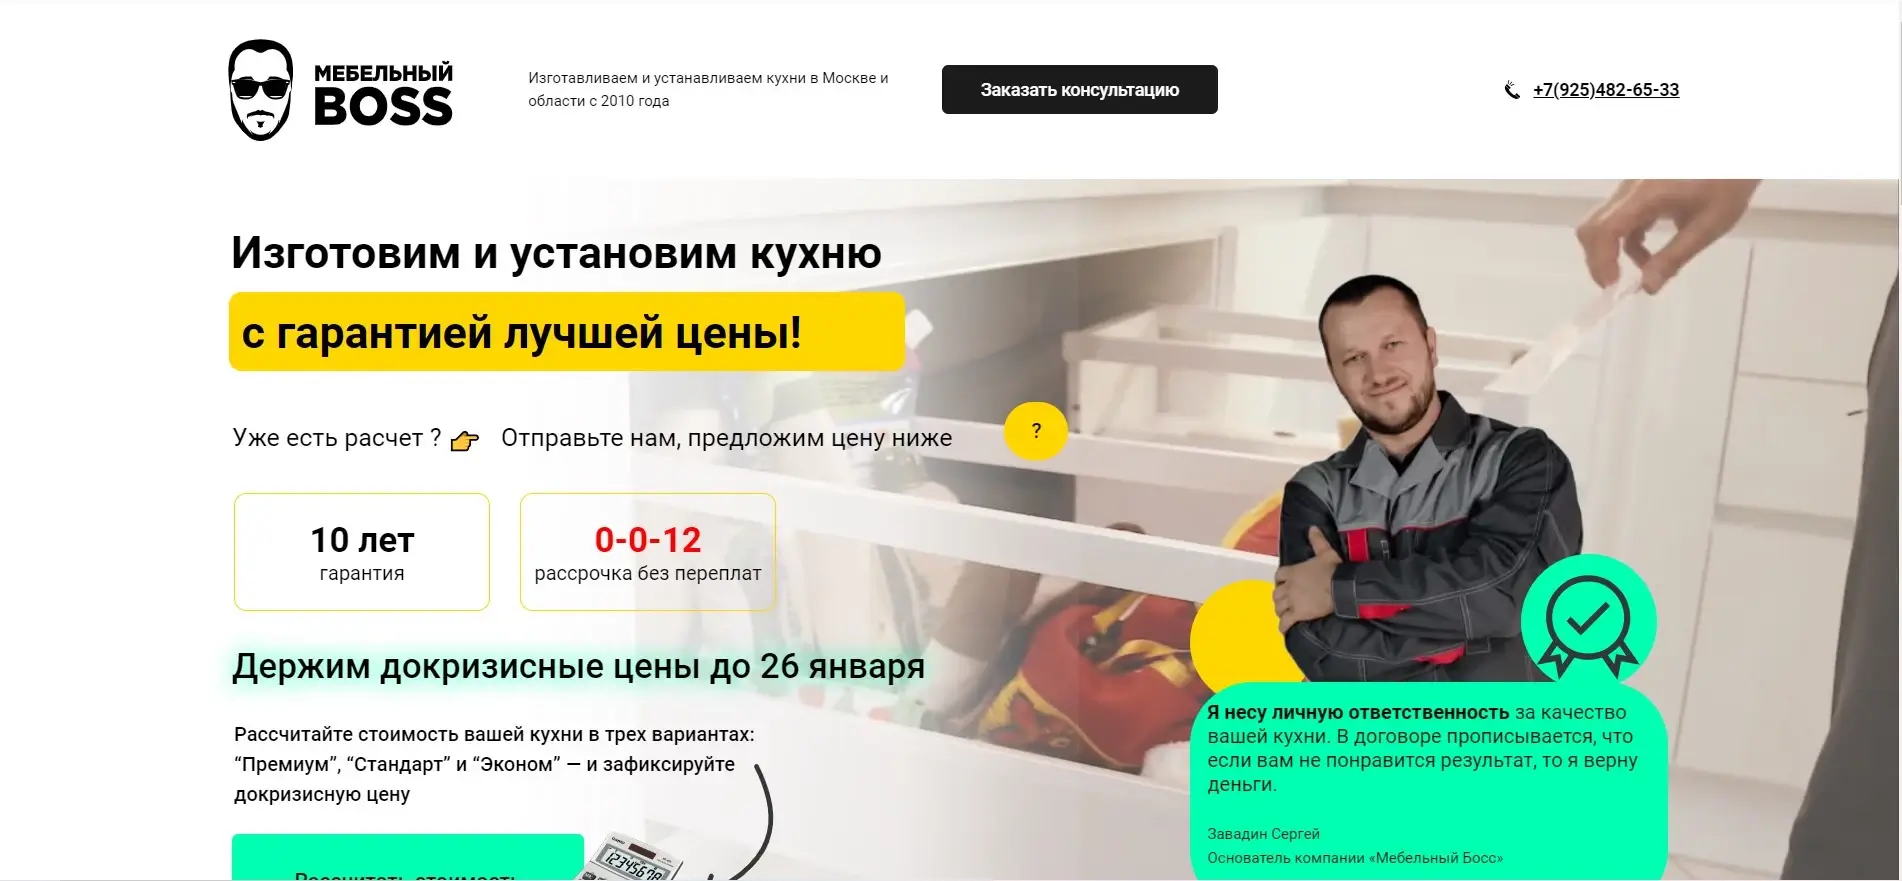 МЕБЕЛЬНЫЙ
BOSS
Изготавливаем и устанавливаем кухни в Москве и
области с 2010 года
Заказать консультацию
+7(925)482-65-33
Изготовим и установим кухню
с гарантией лучшей цены!
Уже есть расчет ? 👉 Отправьте нам, предложим цену ниже
?
10 лет
гарантия
0-0-12
рассрочка без переплат
Держим докризисные цены до 26 января
Рассчитайте стоимость вашей кухни в трех вариантах:
“Премиум”, “Стандарт” и “Эконом” — и зафиксируйте
докризисную цену
Рассчитать стоимость
12345678
Я несу личную ответственность за качество
вашей кухни. В договоре прописывается, что
если вам не понравится результат, то я верну
деньги.
Завадин Сергей
Основатель компании «Мебельный Босс»